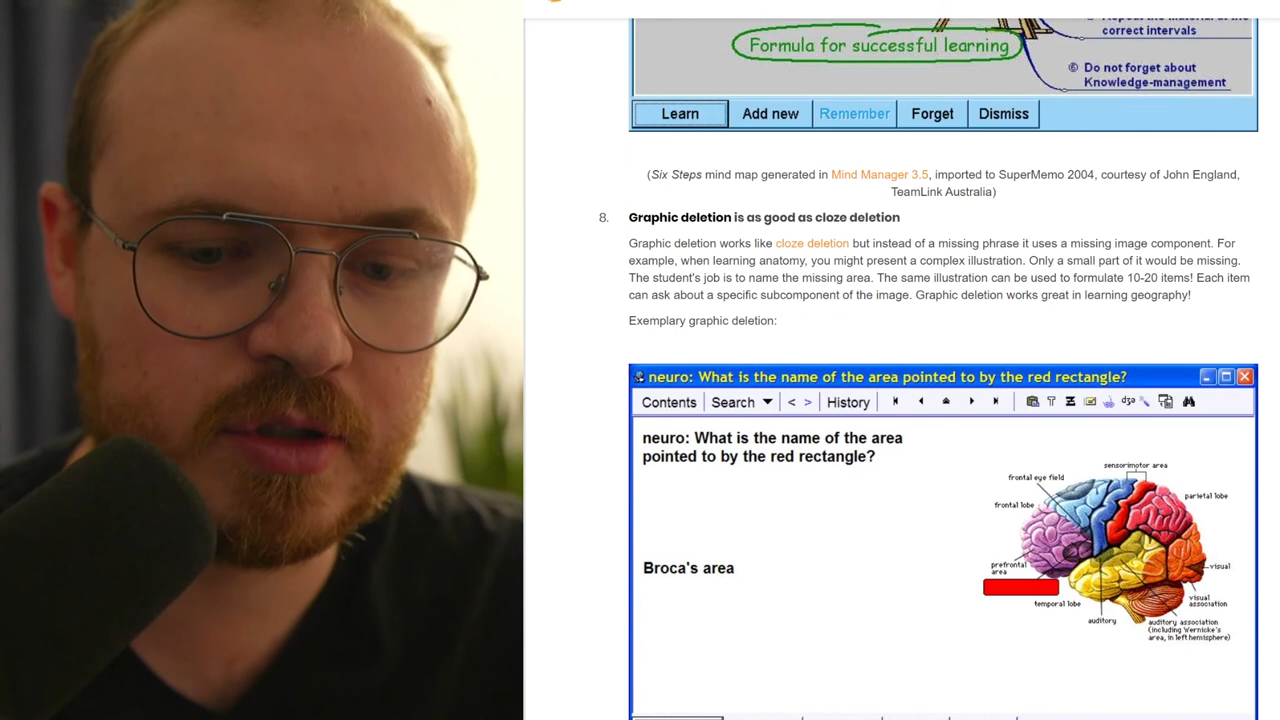 Repeat the material at the
correct intervals
Formula for successful learning
⑥ Do not forget about
Knowledge-management
Learn
Add new
Remember
Forget
Dismiss
(Six Steps mind map generated in Mind Manager 3.5, imported to SuperMemo 2004, courtesy of John England,
TeamLink Australia)
8. Graphic deletion is as good as cloze deletion
Graphic deletion works like cloze deletion but instead of a missing phrase it uses a missing image component. For
example, when learning anatomy, you might present a complex illustration. Only a small part of it would be missing.
The student's job is to name the missing area. The same illustration can be used to formulate 10-20 items! Each item
can ask about a specific subcomponent of the image. Graphic deletion works great in learning geography!
Exemplary graphic deletion:
neuro: What is the name of the area pointed to by the red rectangle?
Contents
Search
< >
History
neuro: What is the name of the area
pointed to by the red rectangle?
sensorimotor area
frontal eye field
parietal lobe
frontal lobe
Broca's area
prefrontal
area
visual
temporal lobe
visual
association
auditory
auditory association
(including Wernicke's
area, in left hemisphere)